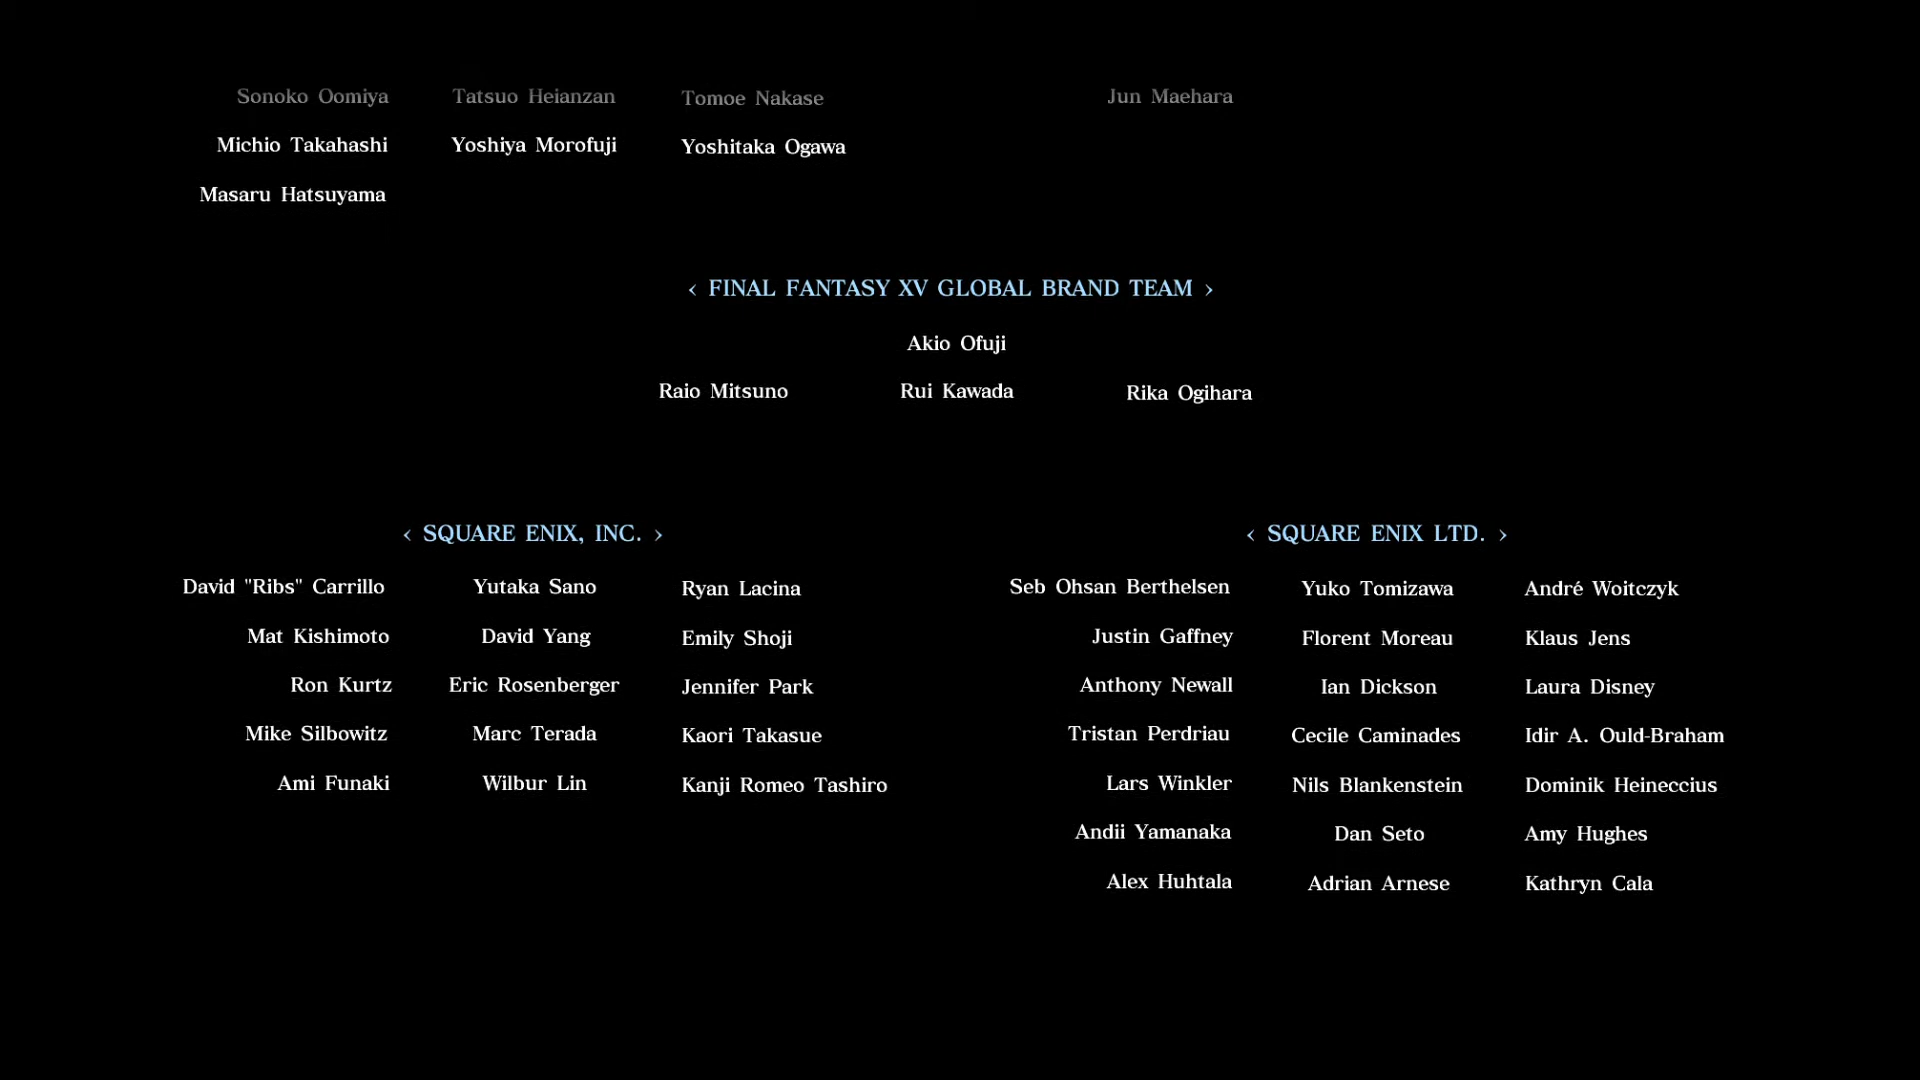 Sonoko Oomiya Tatsuo Heianzan Tomoe Nakase Jun Maehara
Michio Takahashi Yoshiya Morofuji Yoshitaka Ogawa
Masaru Hatsuyama
‹ FINAL FANTASY XV GLOBAL BRAND TEAM ›
Akio Ofuji
Raio Mitsuno Rui Kawada Rika Ogihara
‹ SQUARE ENIX, INC. ›
David "Ribs" Carrillo Yutaka Sano Ryan Lacina
Mat Kishimoto David Yang Emily Shoji
Ron Kurtz Eric Rosenberger Jennifer Park
Mike Silbowitz Marc Terada Kaori Takasue
Ami Funaki Wilbur Lin Kanji Romeo Tashiro
‹ SQUARE ENIX LTD. ›
Seb Ohsan Berthelsen Yuko Tomizawa André Woitczyk
Justin Gaffney Florent Moreau Klaus Jens
Anthony Newall Ian Dickson Laura Disney
Tristan Perdriau Cecile Caminades Idir A. Ould-Braham
Lars Winkler Nils Blankenstein Dominik Heineccius
Andii Yamanaka Dan Seto Amy Hughes
Alex Huhtala Adrian Arnese Kathryn Cala